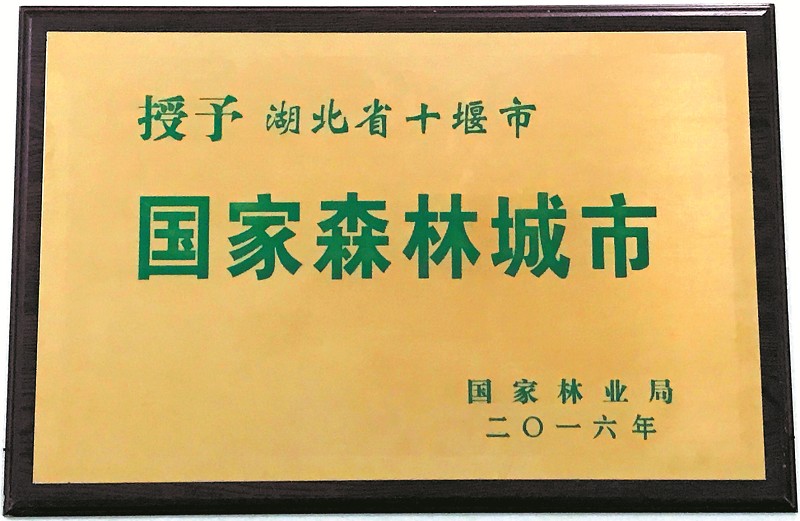 授予 湖北省十堰市
国家森林城市
国家林业局
二〇一六年